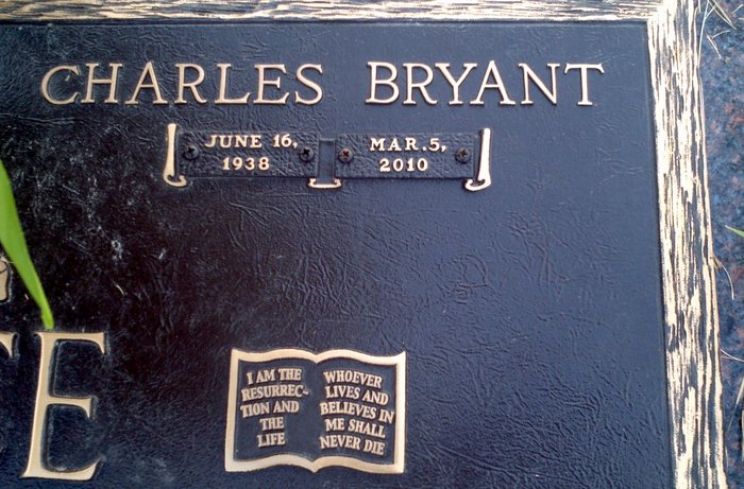 CHARLES BRYANT
JUNE 16,
1938
MAR. 5,
2010
E
I AM THE
RESURREC-
TION AND
THE
LIFE
WHOEVER
LIVES AND
BELIEVES IN
ME SHALL
NEVER DIE